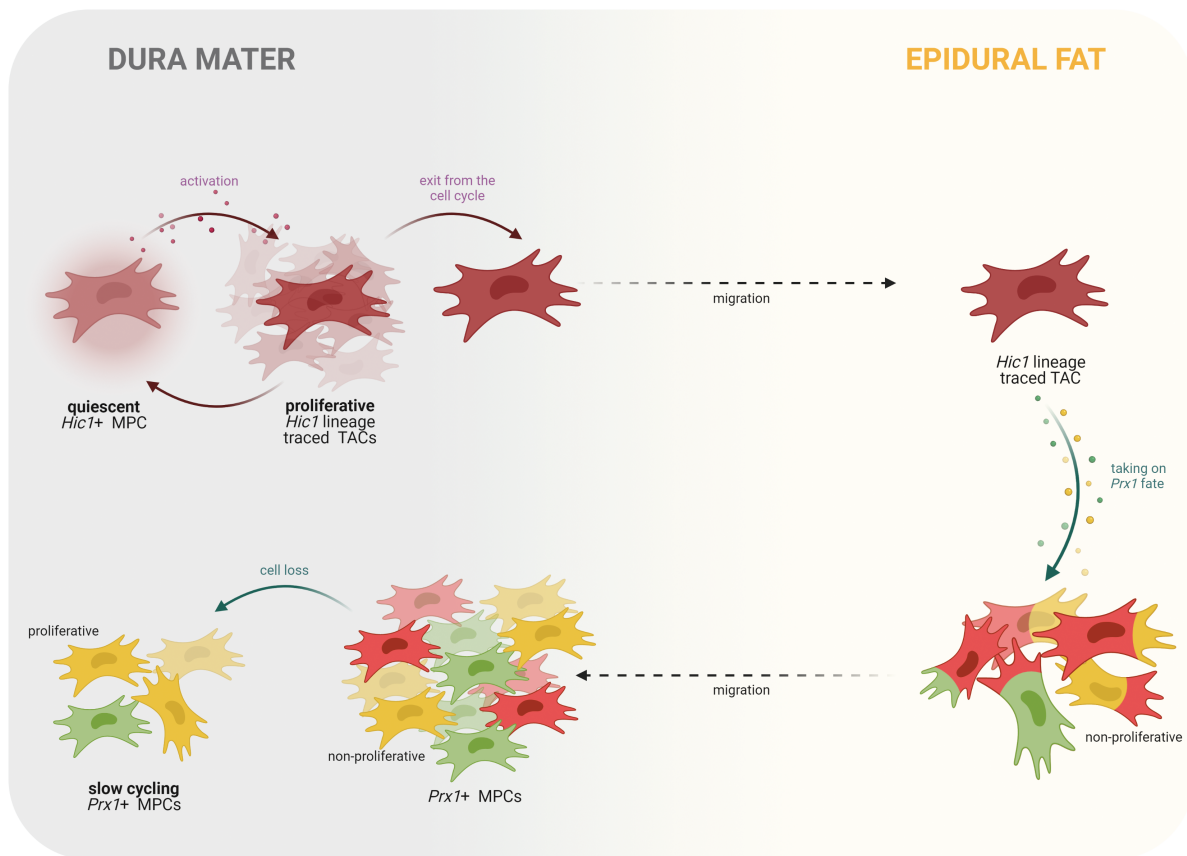 DURA MATER
EPIDURAL FAT
activation
exit from the
cell cycle
migration
quiescent
Hic1+ MPC
proliferative
Hic1 lineage
traced TACs
Hic1 lineage
traced TAC
taking on
Prx1 fate
cell loss
proliferative
migration
non-proliferative
non-proliferative
slow cycling
Prx1+ MPCs
Prx1+ MPCs